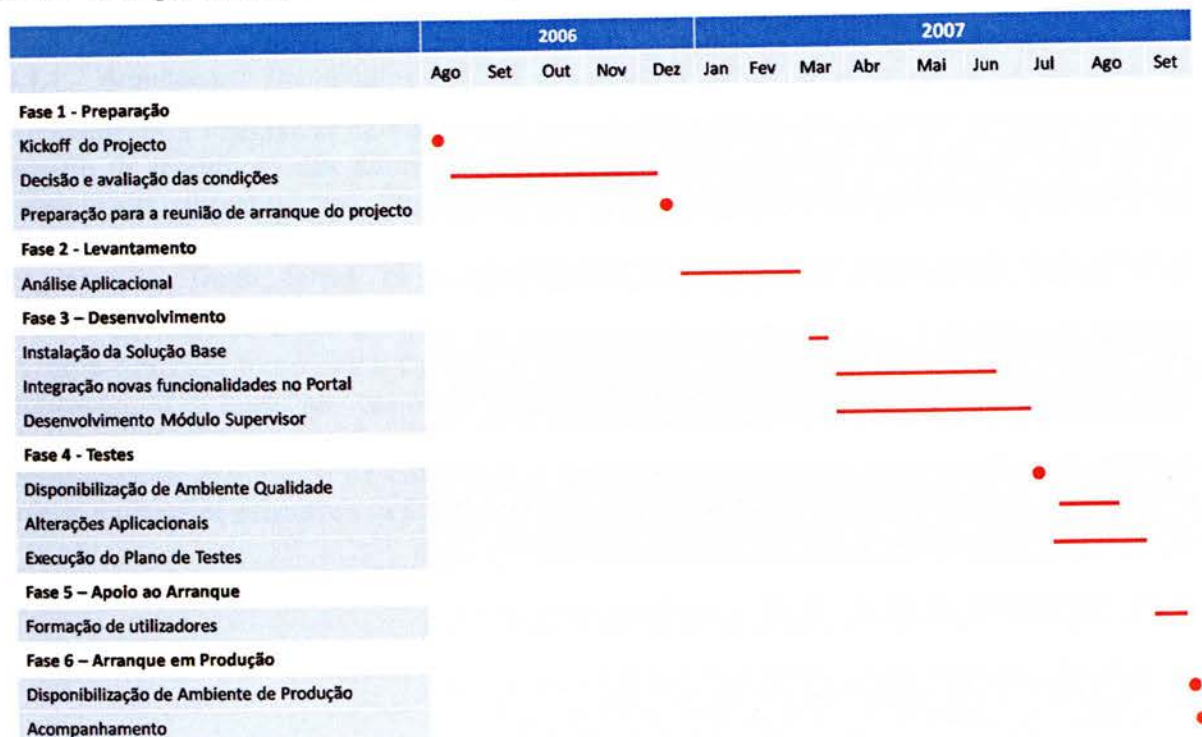 2006 2007
Ago Set Out Nov Dez Jan Fev Mar Abr Mai Jun Jul Ago Set
Fase 1 - Preparação
Kickoff do Projecto
Decisão e avaliação das condições
Preparação para a reunião de arranque do projecto
Fase 2 - Levantamento
Análise Aplicacional
Fase 3 – Desenvolvimento
Instalação da Solução Base
Integração novas funcionalidades no Portal
Desenvolvimento Módulo Supervisor
Fase 4 - Testes
Disponibilização de Ambiente Qualidade
Alterações Aplicacionais
Execução do Plano de Testes
Fase 5 – Apoio ao Arranque
Formação de utilizadores
Fase 6 – Arranque em Produção
Disponibilização de Ambiente de Produção
Acompanhamento